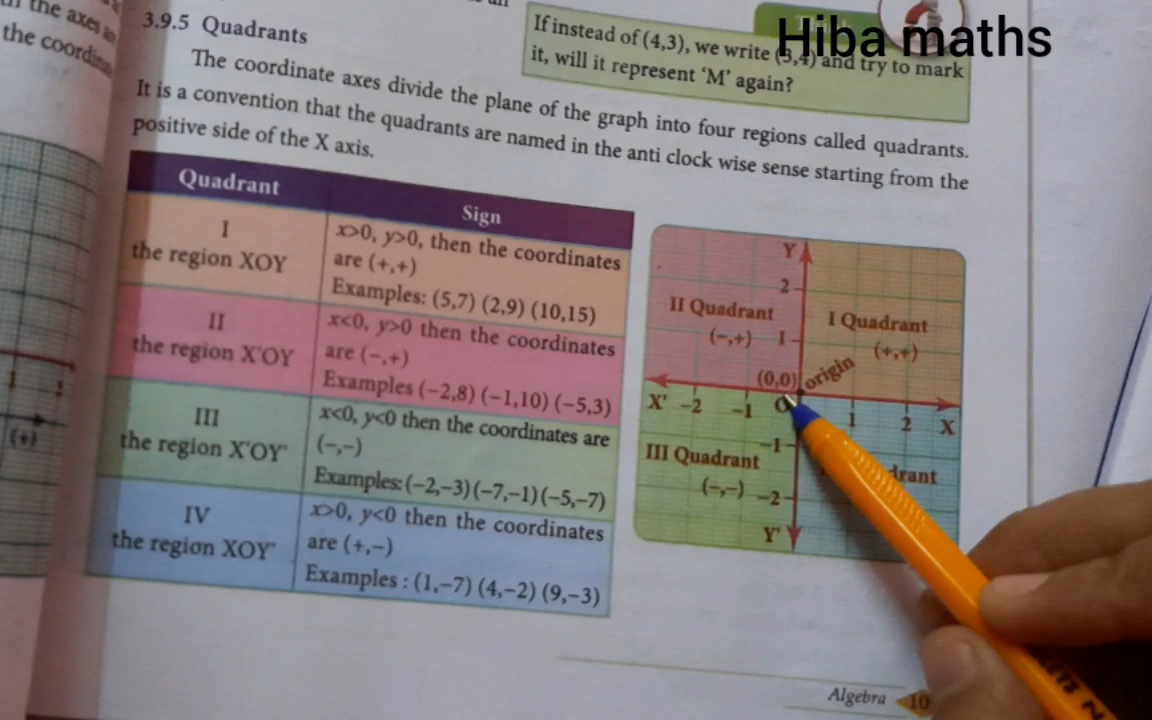 the axes
the coordin
3.9.5 Quadrants
If instead of (4,3), we write (3,4) and try to mark
it, will it represent 'M' again?
Hiba maths
The coordinate axes divide the plane of the graph into four regions called quadrants.
It is a convention that the quadrants are named in the anti clock wise sense starting from the
positive side of the X axis.
Quadrant
Sign
I
the region XOY
x>0, y>0, then the coordinates
are (+,+)
Examples: (5,7) (2,9) (10,15)
II
the region X'OY
x<0, y>0 then the coordinates
are (−,+)
Examples (−2,8) (−1,10) (−5,3)
III
the region X'OY'
x<0, y<0 then the coordinates are
(−,−)
Examples: (−2,−3) (−7,−1) (−5,−7)
IV
the region XOY'
x>0, y<0 then the coordinates
are (+,−)
Examples : (1,−7) (4,−2) (9,−3)
Y
2
II Quadrant
I Quadrant
(−,+)
1
(+,+)
(0,0)
origin
X' −2 −1 O 1 2 X
−1
III Quadrant
drant
(−,−)
−2
Y'
(+)
Algebra 10